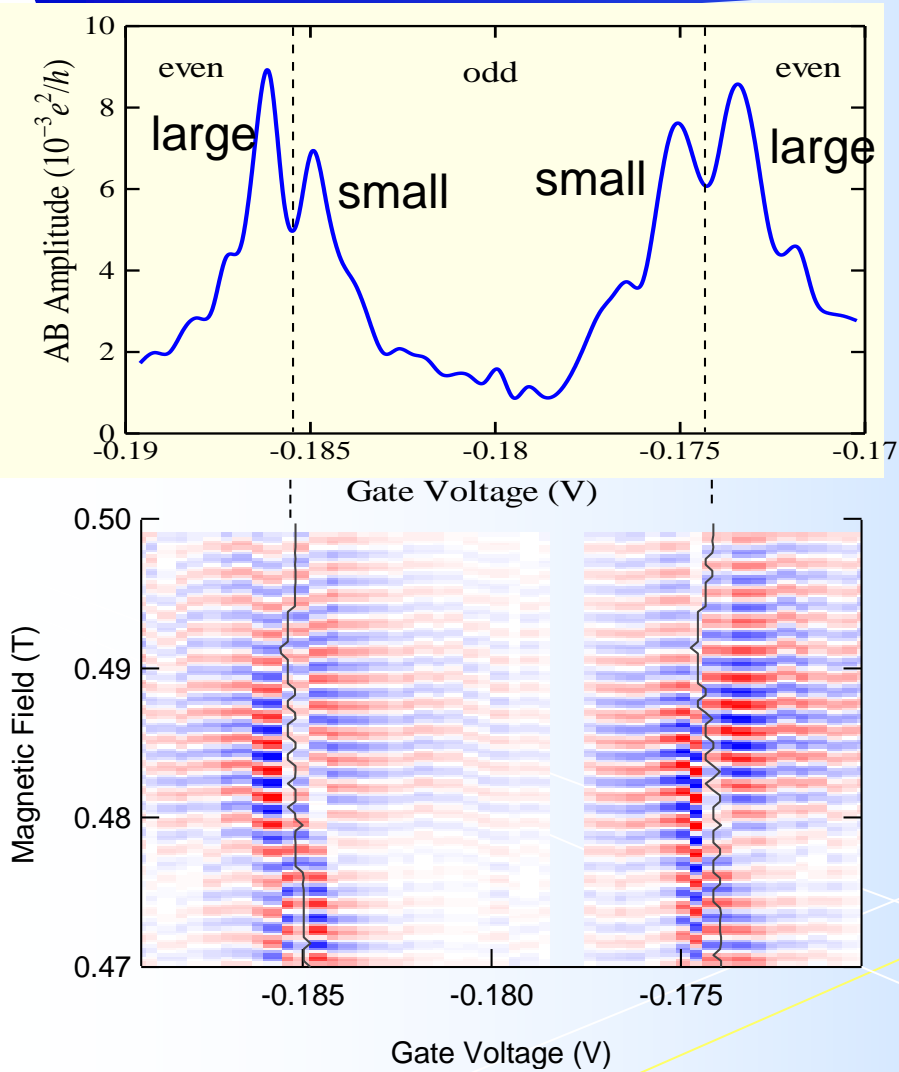 10
even
odd
even
8
large
large
small
small
6
4
2
0
AB Amplitude (10⁻³ e²/h)
-0.19
-0.185
-0.18
-0.175
-0.17
Gate Voltage (V)
0.50
0.49
0.48
0.47
Magnetic Field (T)
-0.185
-0.180
-0.175
Gate Voltage (V)